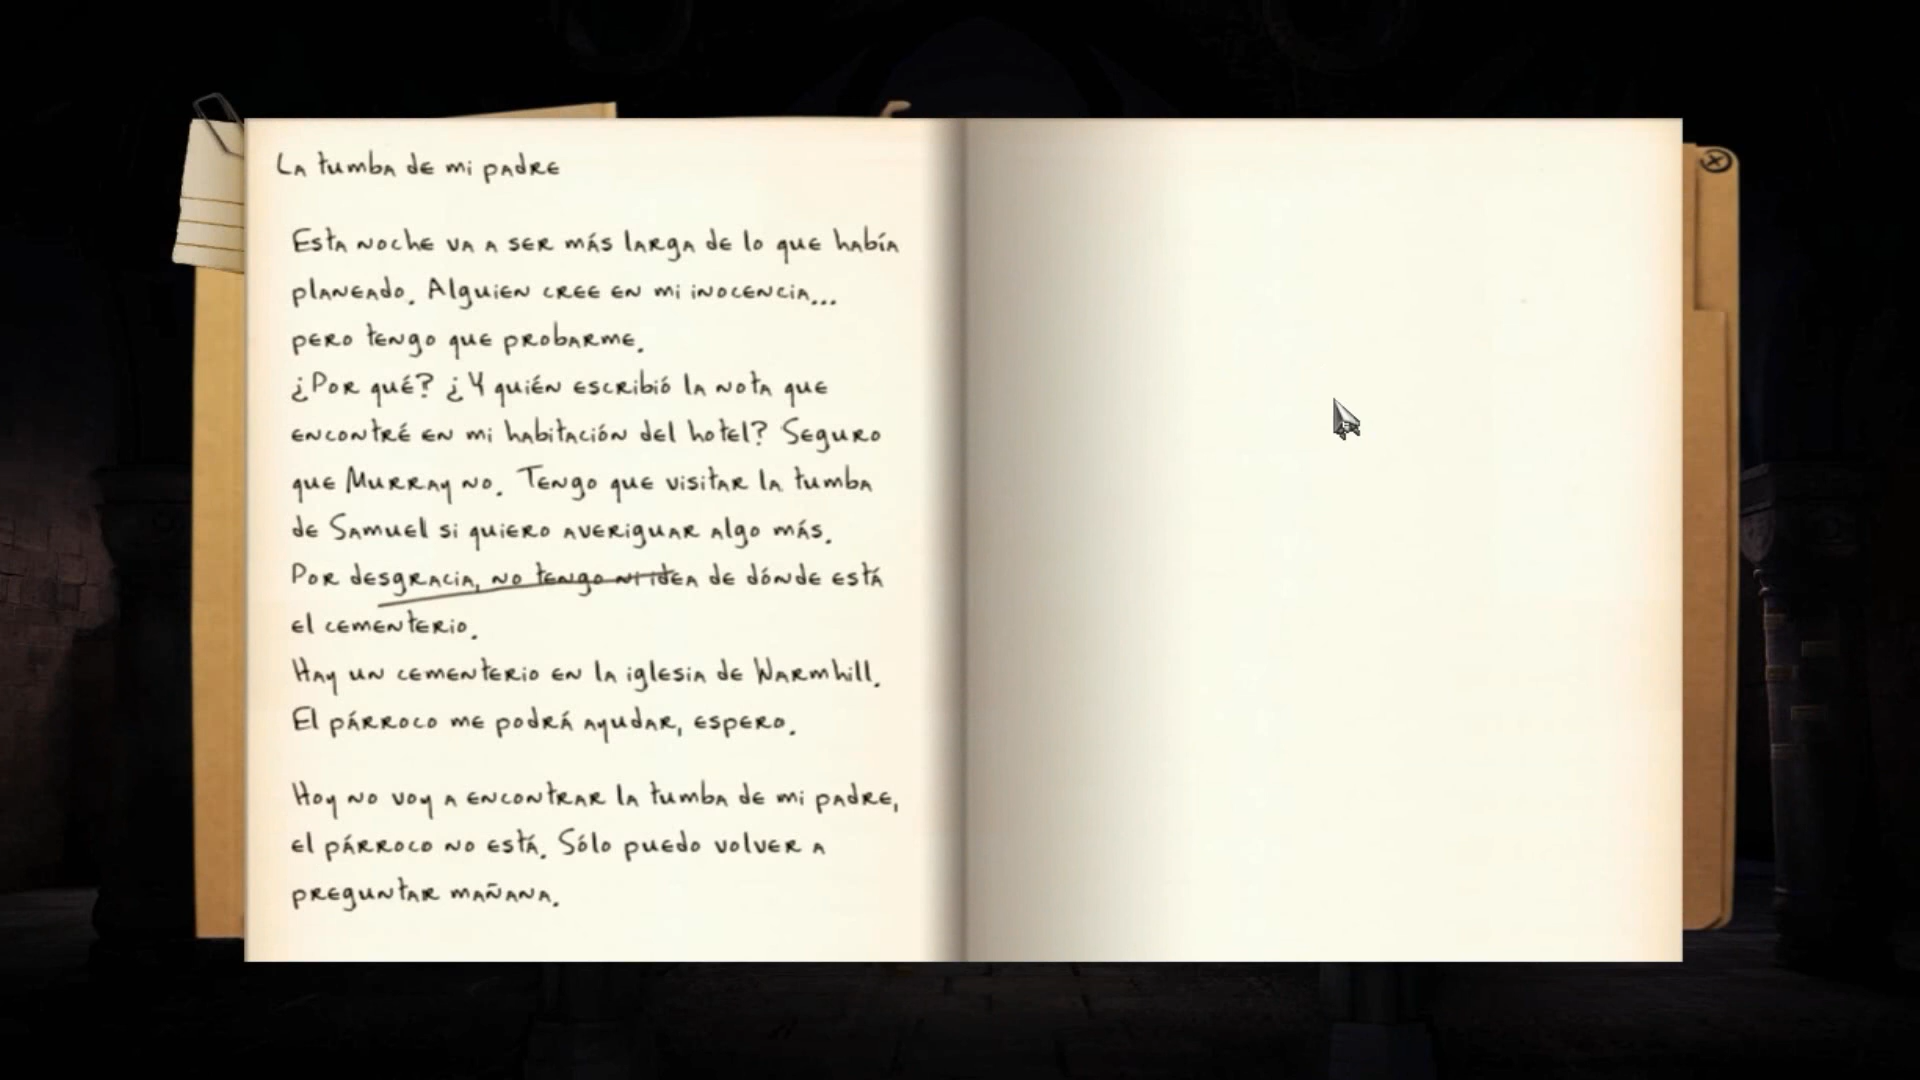 La tumba de mi padre
Esta noche va a ser más larga de lo que había
planeado. Alguien cree en mi inocencia...
pero tengo que probarme.
¿Por qué? ¿Y quién escribió la nota que
encontré en mi habitación del hotel? Seguro
que Murray no. Tengo que visitar la tumba
de Samuel si quiero averiguar algo más.
Por desgracia, no tengo ni idea de dónde está
el cementerio.
Hay un cementerio en la iglesia de Warmhill.
El párroco me podrá ayudar, espero.
Hoy no voy a encontrar la tumba de mi padre,
el párroco no está. Sólo puedo volver a
preguntar mañana.